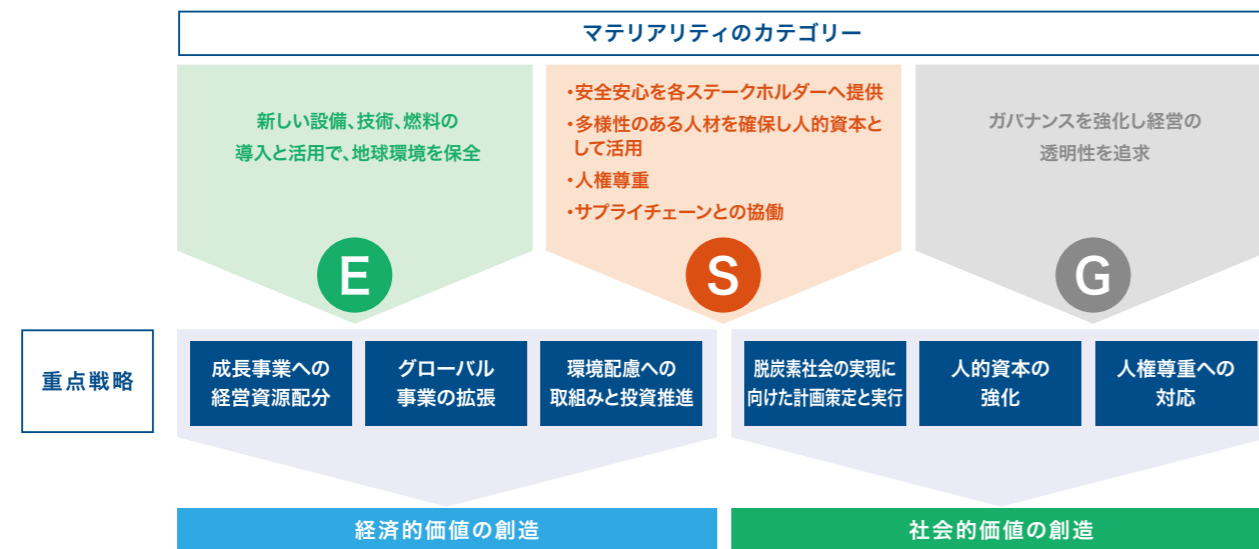 マテリアリティのカテゴリー
新しい設備、技術、燃料の
導入と活用で、地球環境を保全
E
・安全安心を各ステークホルダーへ提供
・多様性のある人材を確保し人的資本と
して活用
・人権尊重
・サプライチェーンとの協働
S
ガバナンスを強化し経営の
透明性を追求
G
重点戦略
成長事業への
経営資源配分
グローバル
事業の拡張
環境配慮への
取組みと投資推進
脱炭素社会の実現に
向けた計画策定と実行
人的資本の
強化
人権尊重への
対応
経済的価値の創造
社会的価値の創造